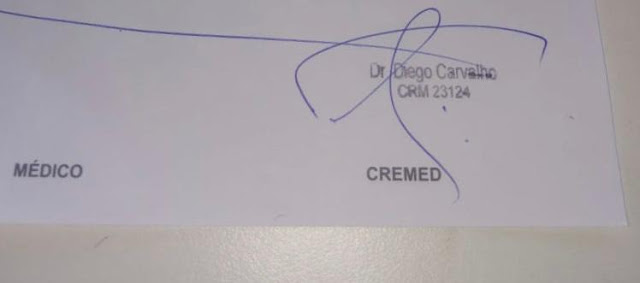 Dr. Diego Carvalho
CRM 23124
MÉDICO
CREMED